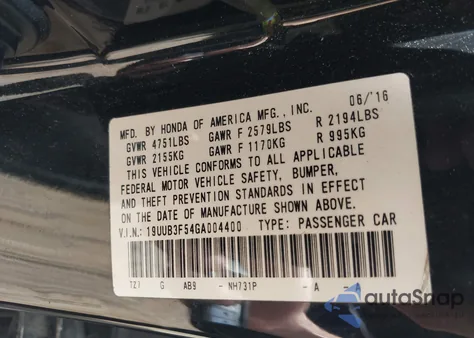 MFD. BY HONDA OF AMERICA MFG., INC. 06/'16
GVWR 4751LBS GAWR F 2579LBS R 2194LBS
GVWR 2155KG GAWR F 1170KG R 995KG
THIS VEHICLE CONFORMS TO ALL APPLICABLE
FEDERAL MOTOR VEHICLE SAFETY, BUMPER,
AND THEFT PREVENTION STANDARDS IN EFFECT
ON THE DATE OF MANUFACTURE SHOWN ABOVE.
V.I.N.: 19UUB3F54GA004400 TYPE: PASSENGER CAR
TZ1 G AB9 - NH731P - A -
autoSnap